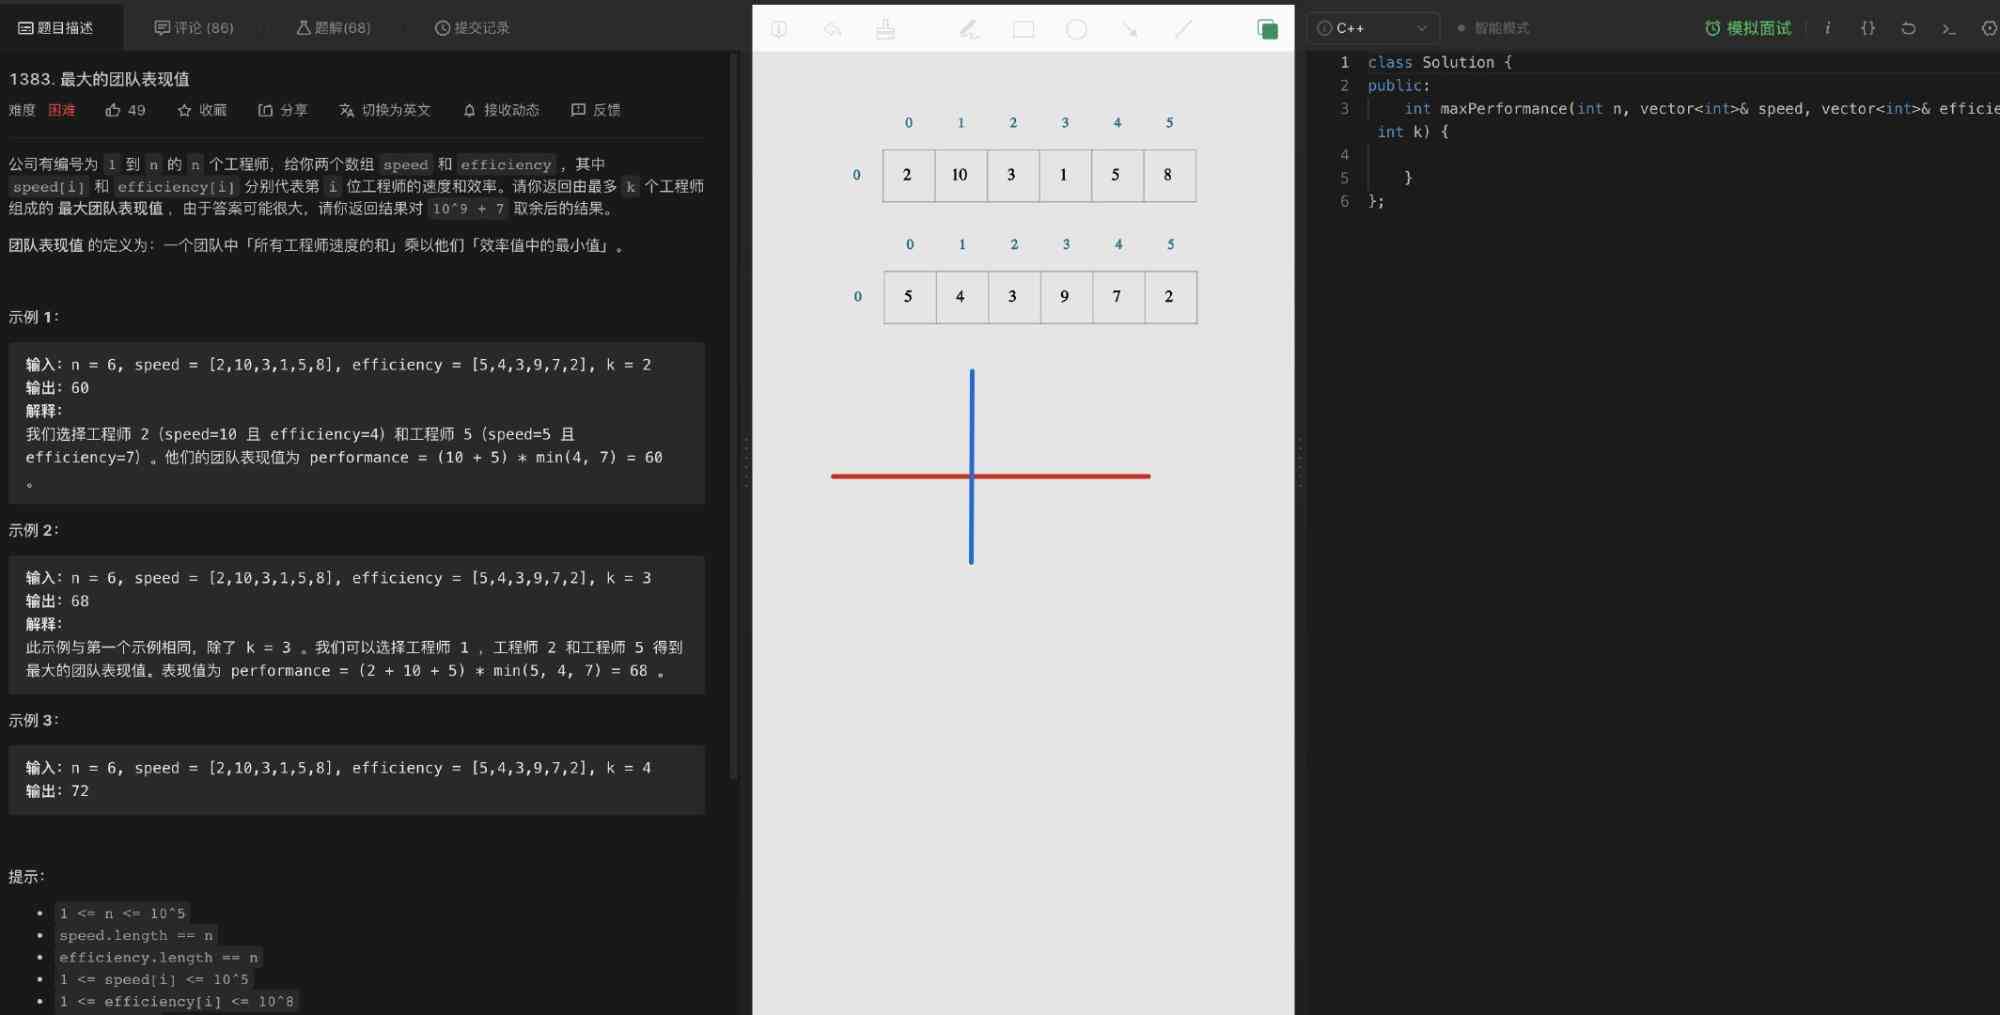 题目描述
评论 (86)
题解(68)
提交记录
1383. 最大的团队表现值
难度 困难 49 收藏 分享 切换为英文 接收动态 反馈
公司有编号为 1 到 n 的 n 个工程师，给你两个数组 speed 和 efficiency ，其中
speed[i] 和 efficiency[i] 分别代表第 i 位工程师的速度和效率。请你返回由最多 k 个工程师
组成的 最大团队表现值 ，由于答案可能很大，请你返回结果对 10^9 + 7 取余后的结果。
团队表现值 的定义为：一个团队中「所有工程师速度的和」乘以他们「效率值中的最小值」。
示例 1：
输入：n = 6, speed = [2,10,3,1,5,8], efficiency = [5,4,3,9,7,2], k = 2
输出：60
解释：
我们选择工程师 2（speed=10 且 efficiency=4）和工程师 5（speed=5 且
efficiency=7）。他们的团队表现值为 performance = (10 + 5) * min(4, 7) = 60
。
示例 2：
输入：n = 6, speed = [2,10,3,1,5,8], efficiency = [5,4,3,9,7,2], k = 3
输出：68
解释：
此示例与第一个示例相同，除了 k = 3 。我们可以选择工程师 1 ，工程师 2 和工程师 5 得到
最大的团队表现值。表现值为 performance = (2 + 10 + 5) * min(5, 4, 7) = 68 。
示例 3：
输入：n = 6, speed = [2,10,3,1,5,8], efficiency = [5,4,3,9,7,2], k = 4
输出：72
提示：
• 1 <= n <= 10^5
• speed.length == n
• efficiency.length == n
• 1 <= speed[i] <= 10^5
• 1 <= efficiency[i] <= 10^8
0 1 2 3 4 5
0 2 10 3 1 5 8
0 1 2 3 4 5
0 5 4 3 9 7 2
C++
智能模式
模拟面试
i {} >_
1 class Solution {
2 public:
3 int maxPerformance(int n, vector<int>& speed, vector<int>& efficie
int k) {
4
5 }
6 };